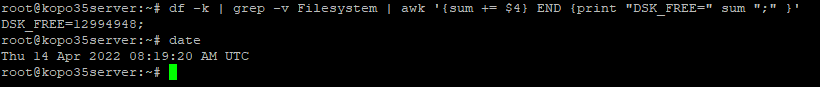 root@kopo35server:~# df -k | grep -v Filesystem | awk '{sum += $4} END {print "DSK_FREE=" sum ";" }'
DSK_FREE=12994948;
root@kopo35server:~# date
Thu 14 Apr 2022 08:19:20 AM UTC
root@kopo35server:~#